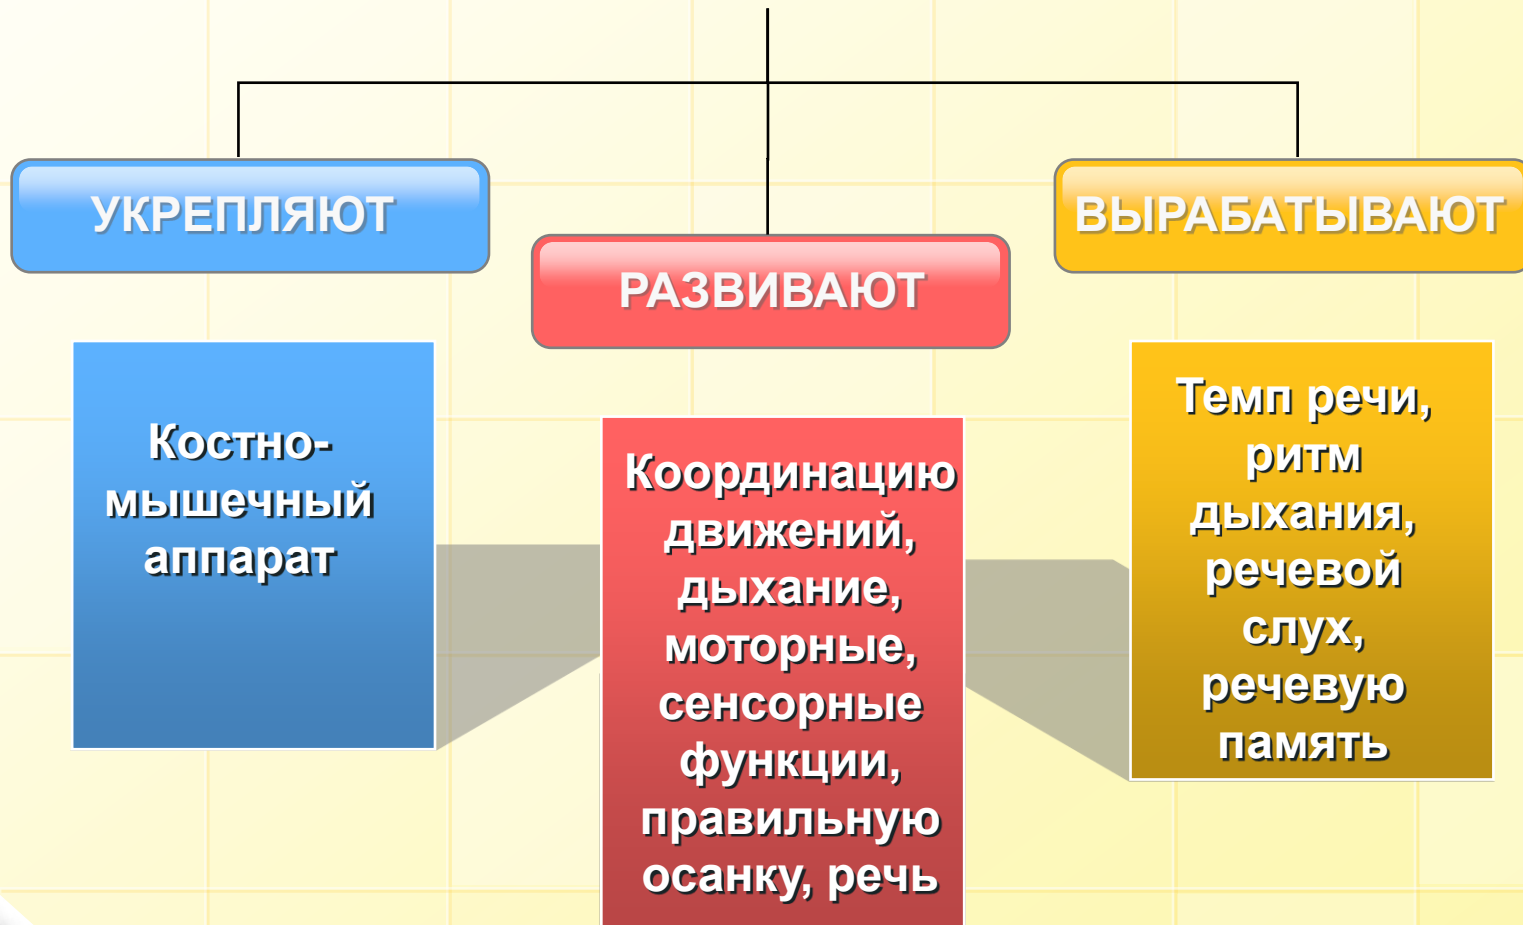 УКРЕПЛЯЮТ
Костно-
мышечный
аппарат
РАЗВИВАЮТ
Координацию
движений,
дыхание,
моторные,
сенсорные
функции,
правильную
осанку, речь
ВЫРАБАТЫВАЮТ
Темп речи,
ритм
дыхания,
речевой
слух,
речевую
память